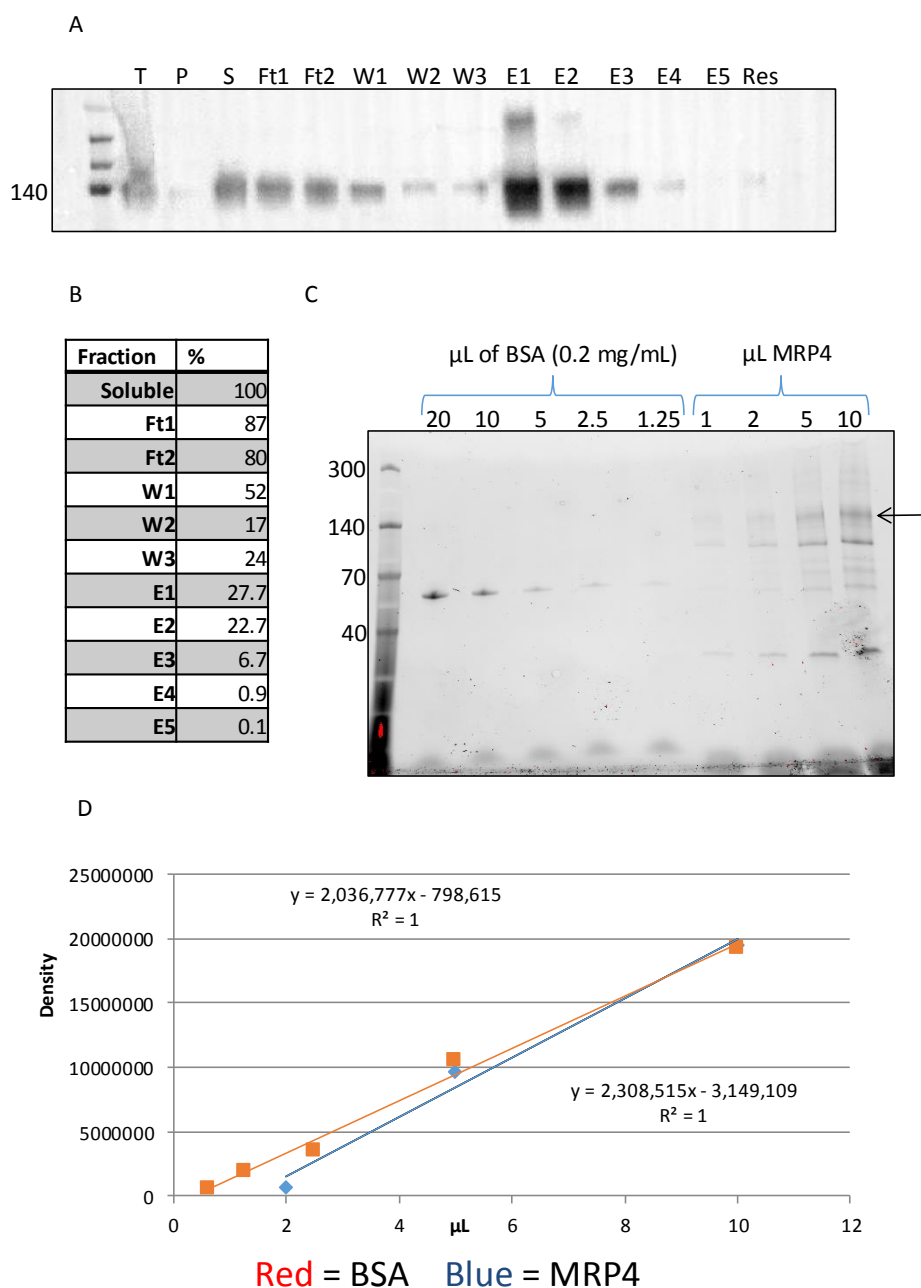 A
T P S Ft1 Ft2 W1 W2 W3 E1 E2 E3 E4 E5 Res
140
B
Fraction %
Soluble 100
Ft1 87
Ft2 80
W1 52
W2 17
W3 24
E1 27.7
E2 22.7
E3 6.7
E4 0.9
E5 0.1
C
µL of BSA (0.2 mg/mL) µL MRP4
20 10 5 2.5 1.25 1 2 5 10
300
140
70
40
D
25000000
20000000
15000000
10000000
5000000
0
Density
y = 2,036,777x - 798,615
R² = 1
y = 2,308,515x - 3,149,109
R² = 1
0 2 4 6 8 10 12
µL
Red = BSA Blue = MRP4